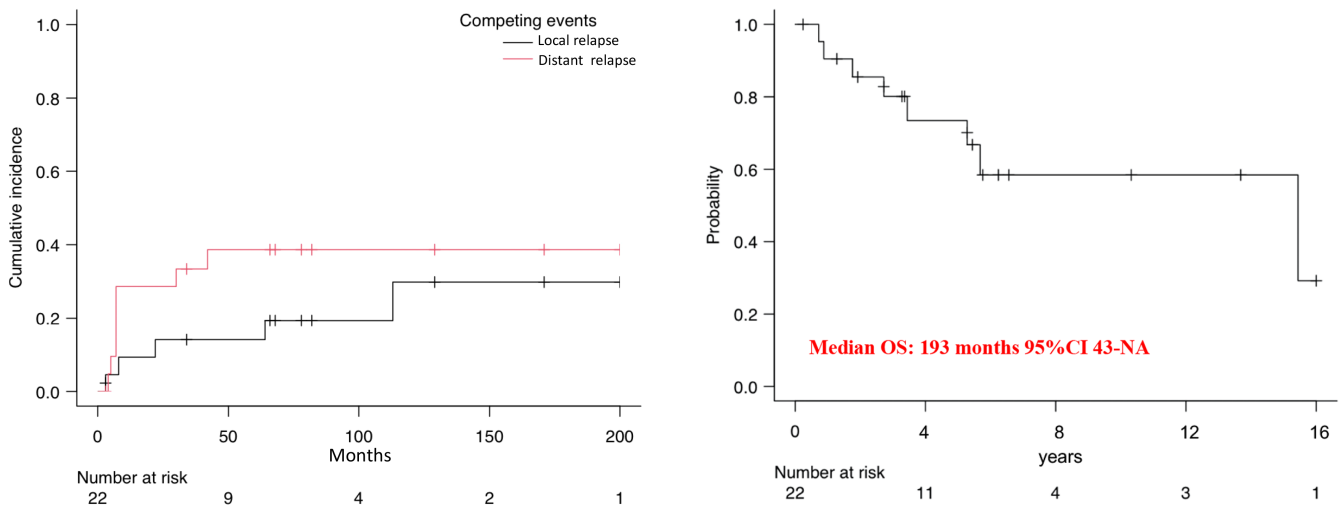 Competing events
Local relapse
Distant relapse
Cumulative incidence
1.0
0.8
0.6
0.4
0.2
0.0
0 50 100 150 200
Months
Number at risk
22 9 4 2 1
Probability
1.0
0.8
0.6
0.4
0.2
0.0
Median OS: 193 months 95%CI 43-NA
0 4 8 12 16
years
Number at risk
22 11 4 3 1